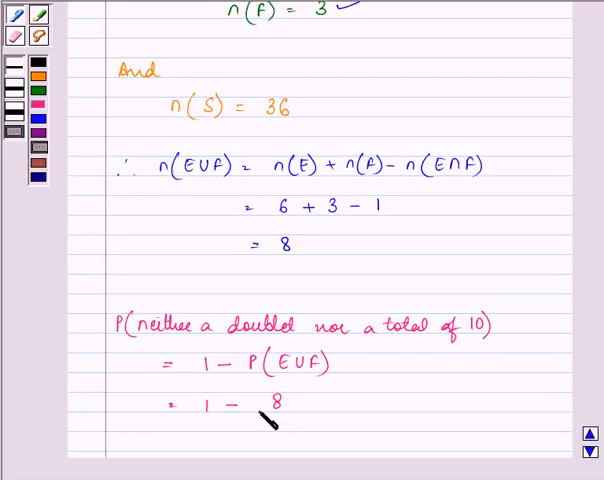 n(F) = 3 ✓
And
n(S) = 36
∴ n(E∪F) = n(E) + n(F) - n(E∩F)
= 6 + 3 - 1
= 8
P(neither a doublet nor a total of 10)
= 1 - P(E∪F)
= 1 - 8